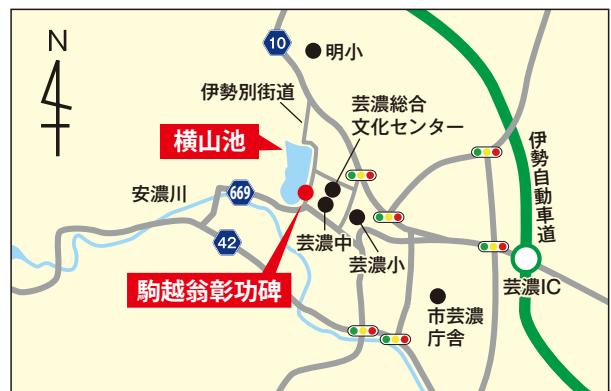 N
10
明小
伊勢別街道
芸濃総合
文化センター
横山池
伊勢自動車道
安濃川
669
42
芸濃中
芸濃小
駒越翁彰功碑
芸濃IC
市芸濃
庁舎